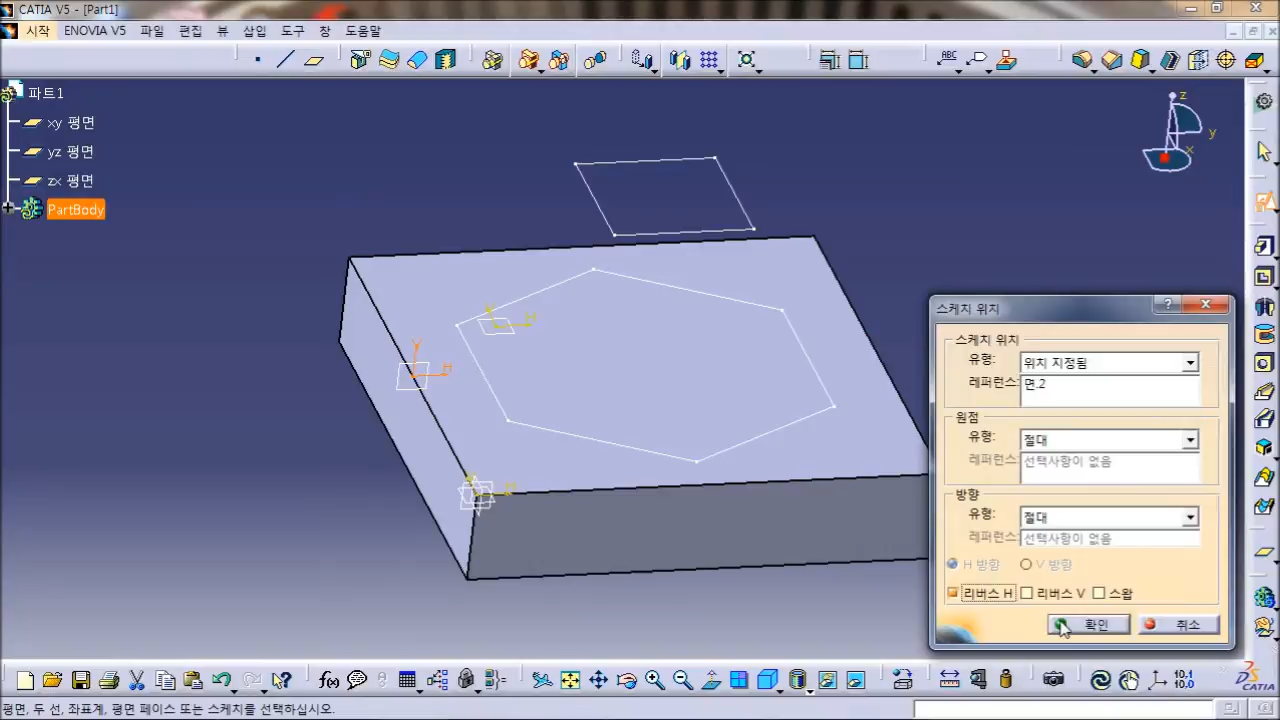 CATIA V5 - [Part1]
시작 ENOVIA V5 파일 편집 뷰 삽입 도구 창 도움말
ABC
파트1
xy 평면
yz 평면
zx 평면
PartBody
z
y
x
H
V
H
H
스케치 위치
?
스케치 위치
유형: 위치 지정됨
레퍼런스: 면.2
원점
유형: 절대
레퍼런스: 선택사항이 없음
방향
유형: 절대
레퍼런스: 선택사항이 없음
H 방향 V 방향
리버스 H 리버스 V 스왑
확인 취소
f(x)
10.1
10.0
CATIA
평면, 두 선, 좌표계, 평면 페이스 또는 스케치를 선택하십시오.